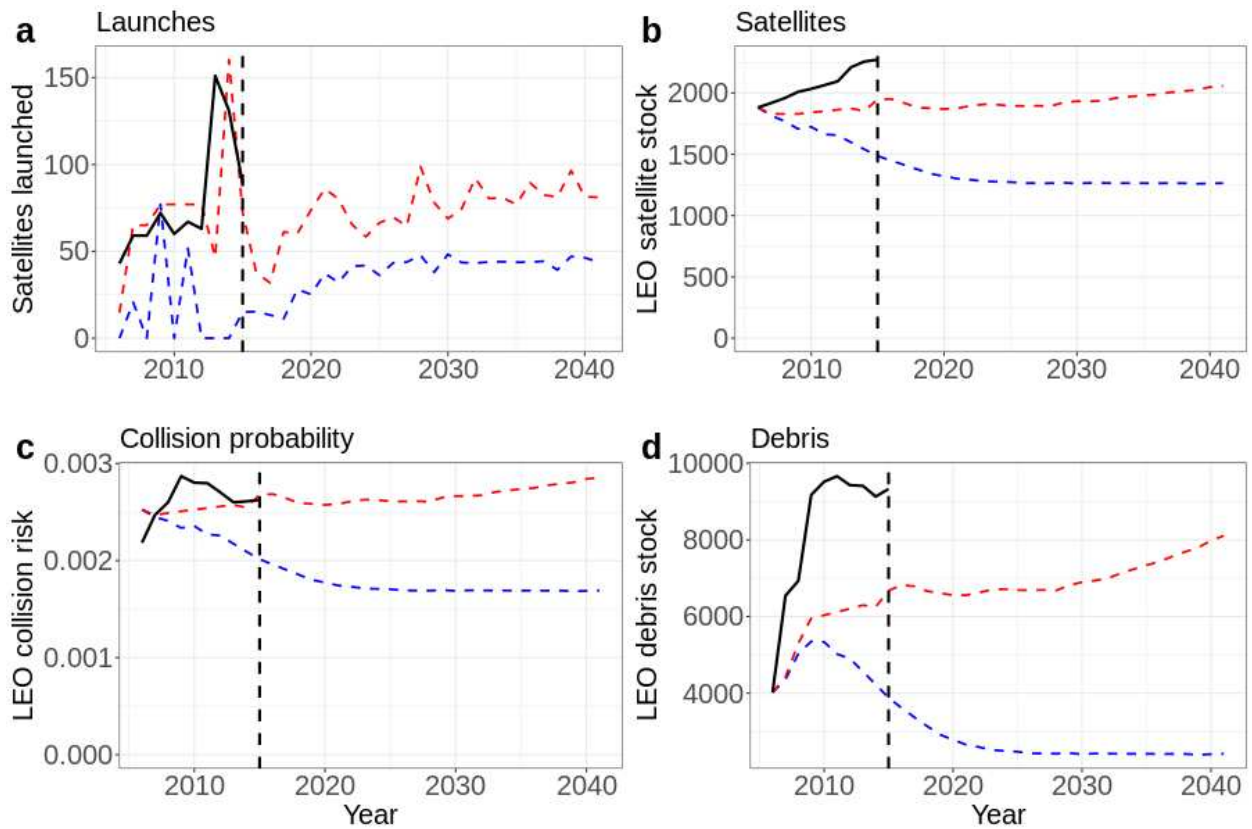 a Launches
Satellites launched
150
100
50
0
2010 2020 2030 2040
b Satellites
LEO satellite stock
2000
1500
1000
500
0
2010 2020 2030 2040
c Collision probability
LEO collision risk
0.003
0.002
0.001
0.000
2010 2020 2030 2040
Year
d Debris
LEO debris stock
10000
8000
6000
4000
2010 2020 2030 2040
Year